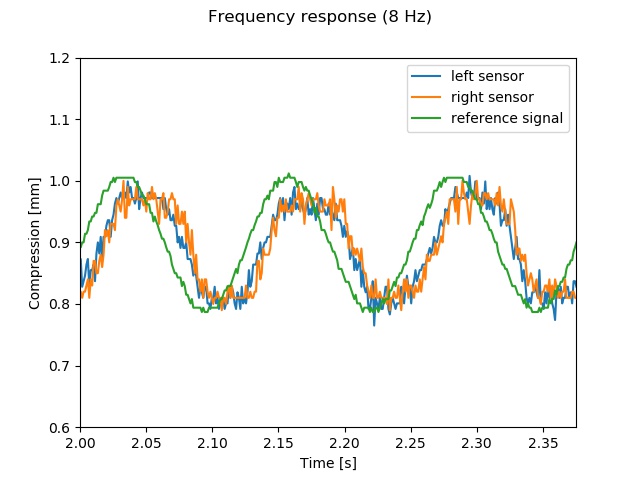 Frequency response (8 Hz)
1.2
1.1
1.0
0.9
0.8
0.7
0.6
Compression [mm]
left sensor
right sensor
reference signal
2.00 2.05 2.10 2.15 2.20 2.25 2.30 2.35
Time [s]